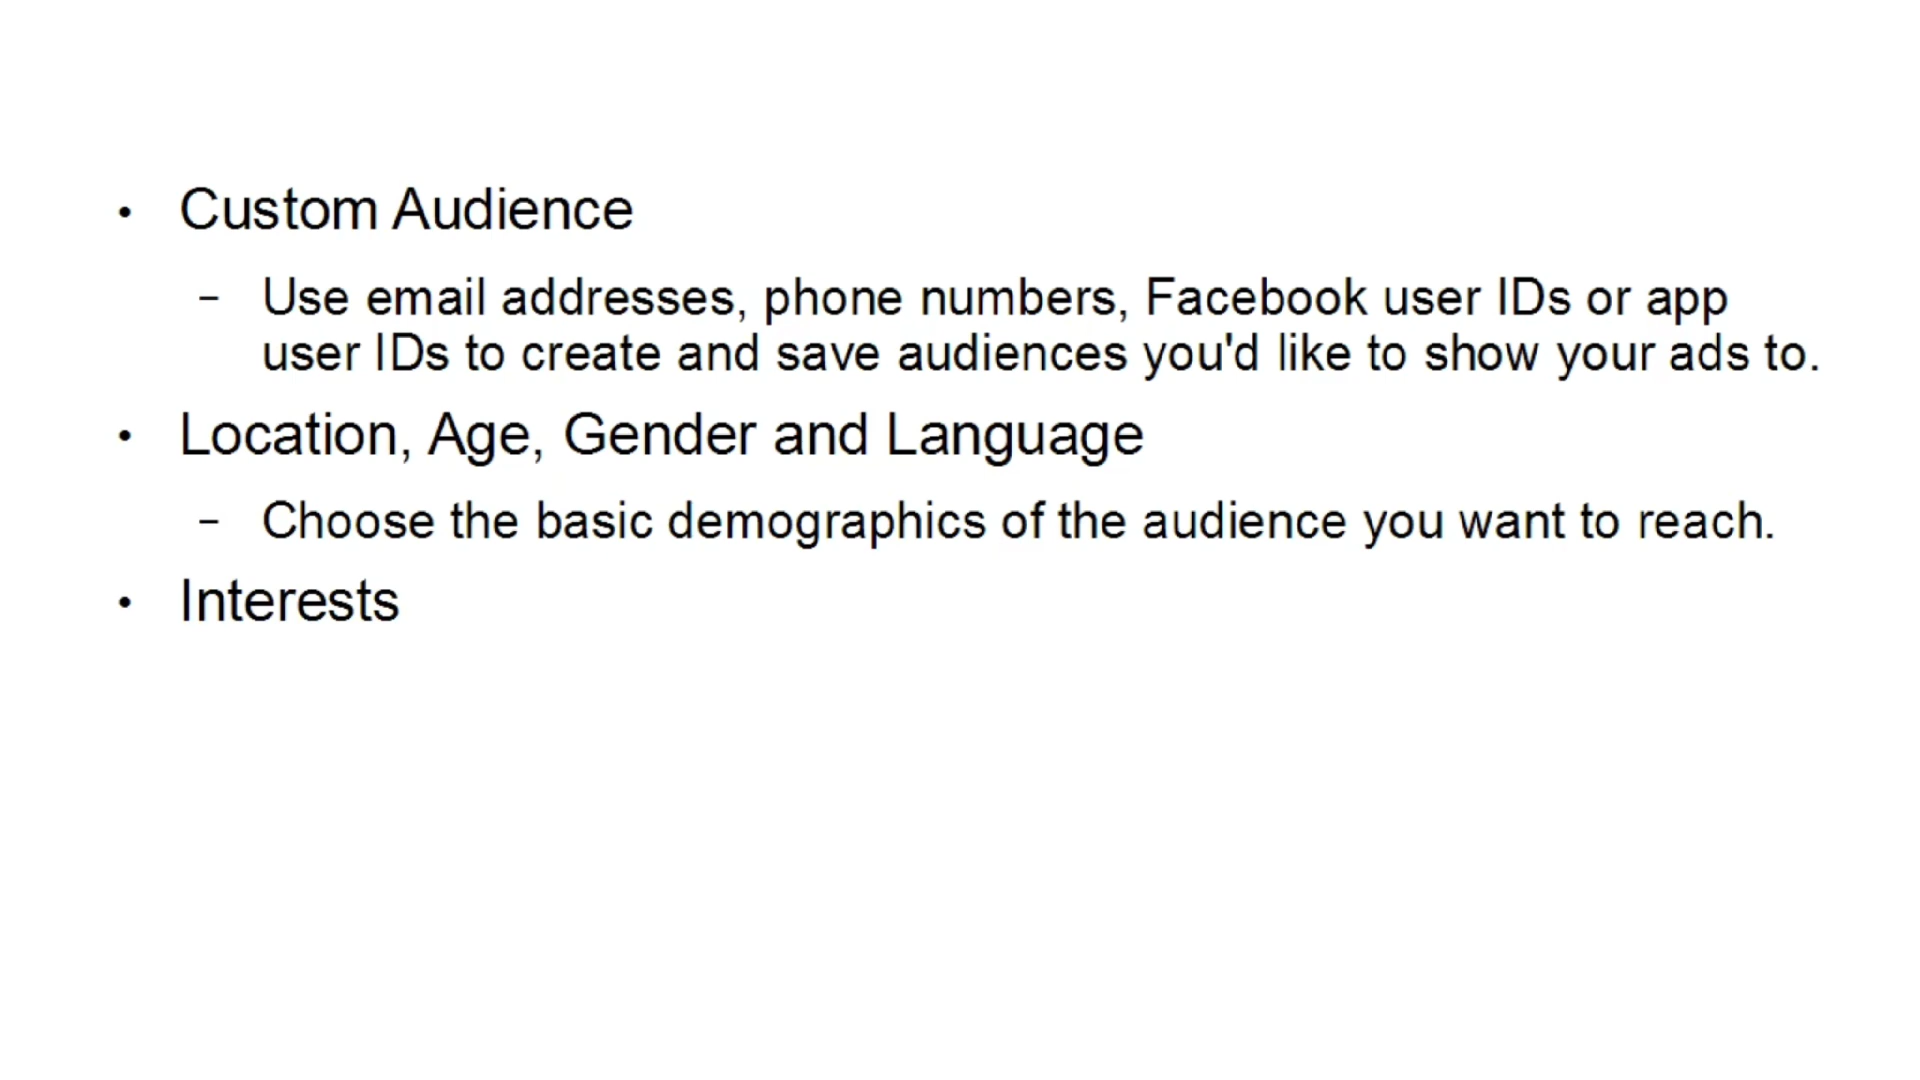 • Custom Audience
– Use email addresses, phone numbers, Facebook user IDs or app
user IDs to create and save audiences you'd like to show your ads to.
• Location, Age, Gender and Language
– Choose the basic demographics of the audience you want to reach.
• Interests